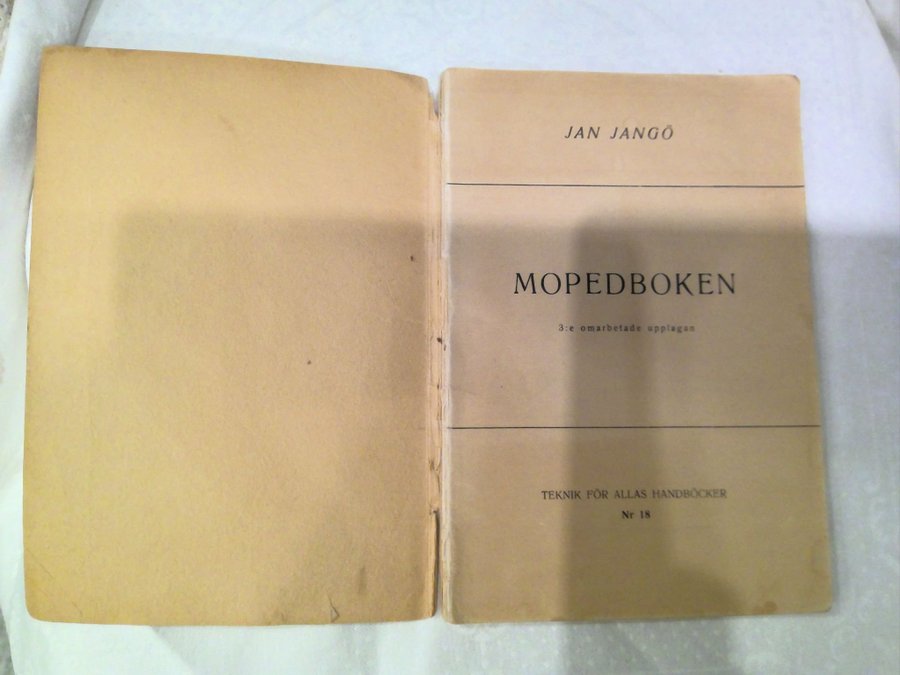 JAN JANGÖ
MOPEDBOKEN
3:e omarbetade upplagan
TEKNIK FÖR ALLAS HANDBÖCKER
Nr 18